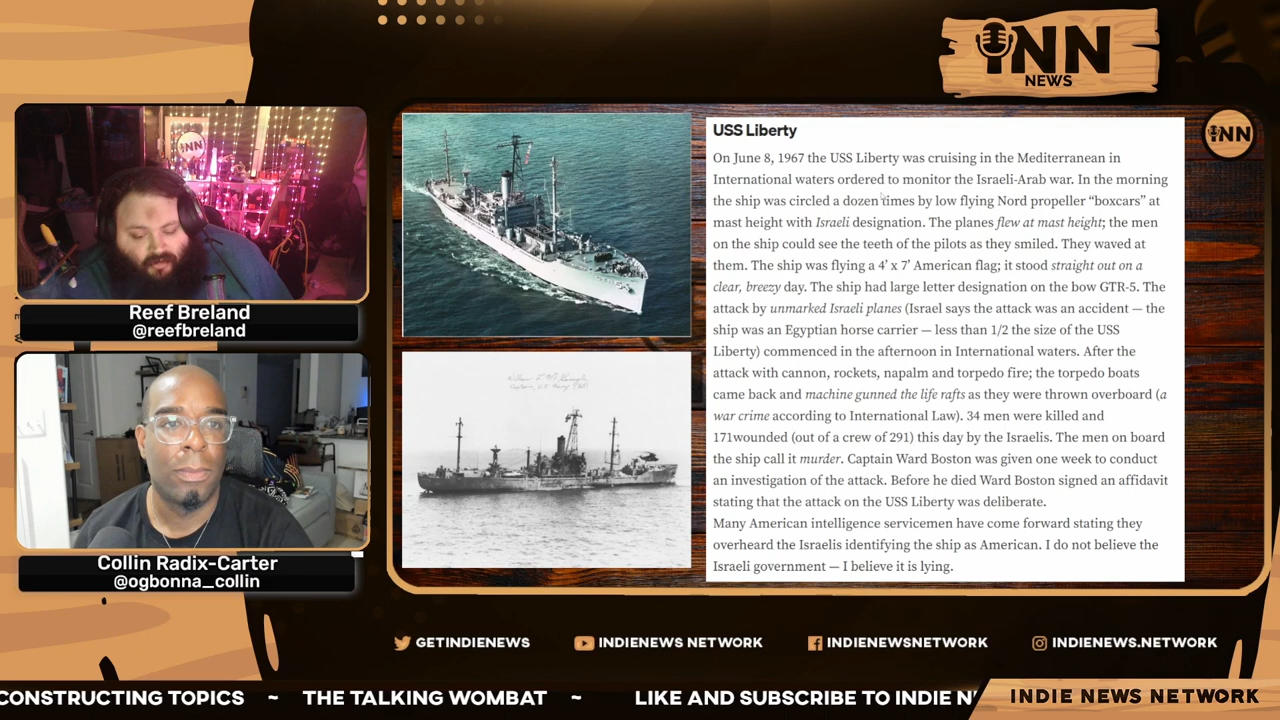 INN
NEWS
INN
Reef Breland
@reefbreland
Collin Radix-Carter
@ogbonna_collin
USS Liberty
On June 8, 1967 the USS Liberty was cruising in the Mediterranean in
International waters ordered to monitor the Israeli-Arab war. In the morning
the ship was circled a dozen times by low flying Nord propeller “boxcars” at
mast height with Israeli designation. The planes flew at mast height; the men
on the ship could see the teeth of the pilots as they smiled. They waved at
them. The ship was flying a 4’ x 7’ American flag; it stood straight out on a
clear, breezy day. The ship had large letter designation on the bow GTR-5. The
attack by unmarked Israeli planes (Israel says the attack was an accident — the
ship was an Egyptian horse carrier — less than 1/2 the size of the USS
Liberty) commenced in the afternoon in International waters. After the
attack with cannon, rockets, napalm and torpedo fire; the torpedo boats
came back and machine gunned the life rafts as they were thrown overboard (a
war crime according to International Law). 34 men were killed and
171wounded (out of a crew of 291) this day by the Israelis. The men on board
the ship call it murder. Captain Ward Boston was given one week to conduct
an investigation of the attack. Before he died Ward Boston signed an affidavit
stating that the attack on the USS Liberty was deliberate.
Many American intelligence servicemen have come forward stating they
overheard the Israelis identifying the ship as American. I do not believe the
Israeli government — I believe it is lying.
GETINDIENEWS
INDIENEWS NETWORK
INDIENEWSNETWORK
INDIENEWS.NETWORK
CONSTRUCTING TOPICS ~ THE TALKING WOMBAT ~ LIKE AND SUBSCRIBE TO INDIE
INDIE NEWS NETWORK